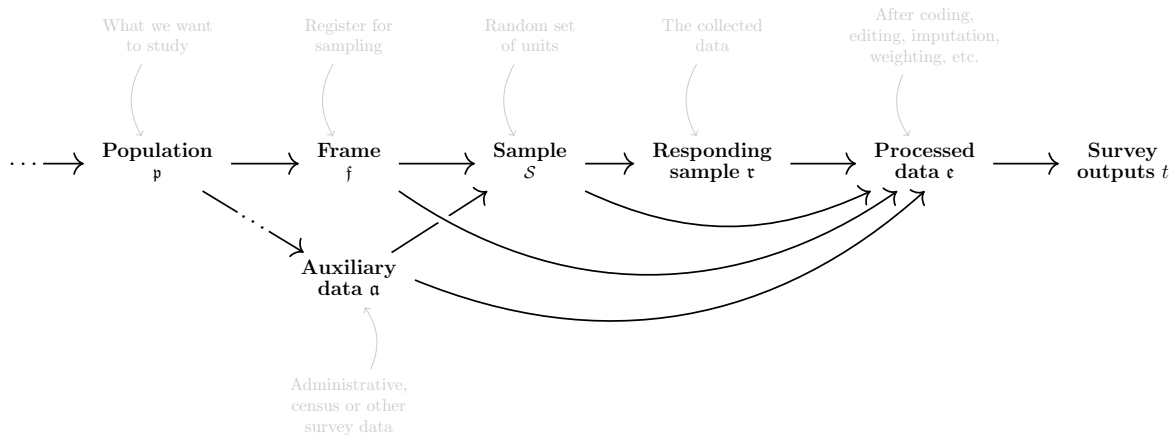 What we want
to study
Register for
sampling
Random set
of units
The collected
data
After coding,
editing, imputation,
weighting, etc.
...
Population
𝔭
Frame
𝔣
Sample
𝒮
Responding
sample 𝔯
Processed
data 𝔢
Survey
outputs t
...
Auxiliary
data 𝔞
Administrative,
census or other
survey data